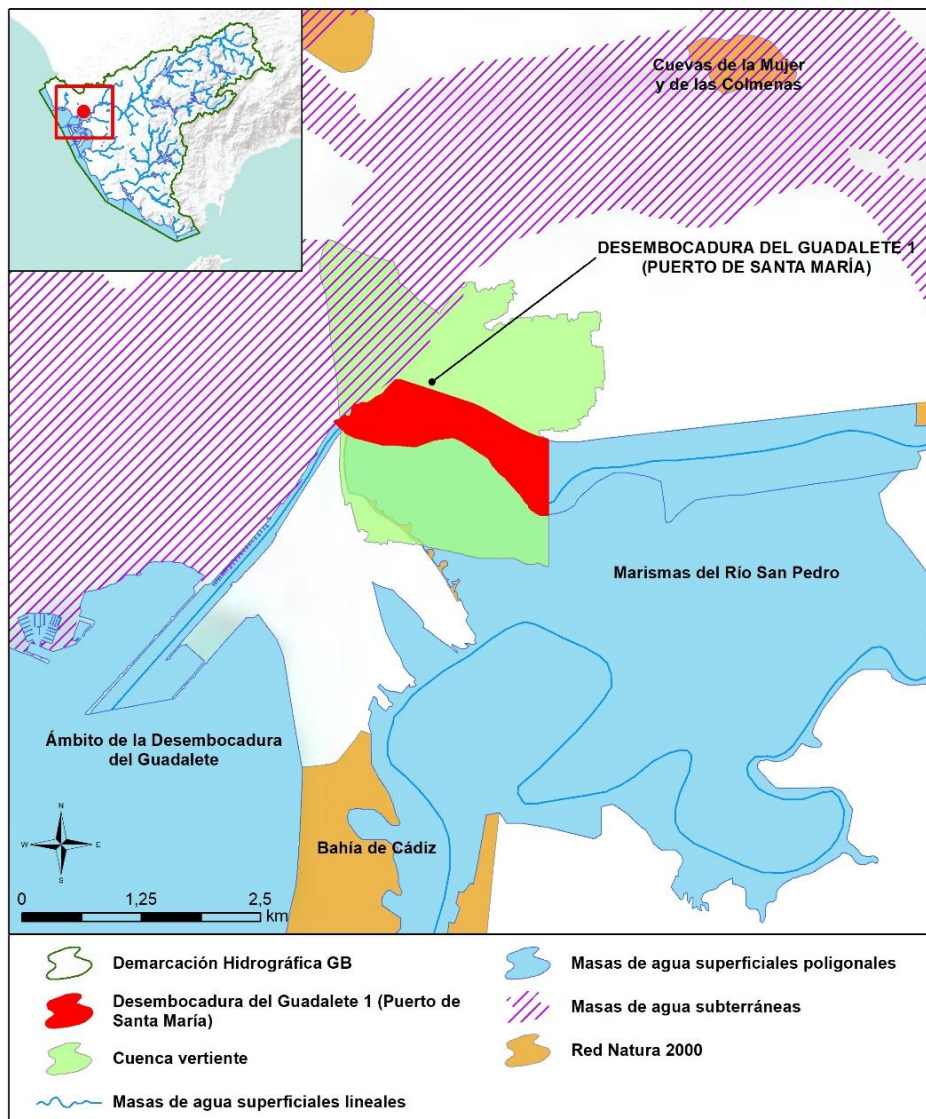 Cuevas de la Mujer
y de las Colmenas
DESEMBOCADURA DEL GUADALETE 1
(PUERTO DE SANTA MARÍA)
Marismas del Río San Pedro
Ámbito de la Desembocadura
del Guadalete
Bahía de Cádiz
N
W E
S
0 1,25 2,5
km
Demarcación Hidrográfica GB
Desembocadura del Guadalete 1 (Puerto de
Santa María)
Cuenca vertiente
Masas de agua superficiales lineales
Masas de agua superficiales poligonales
Masas de agua subterráneas
Red Natura 2000